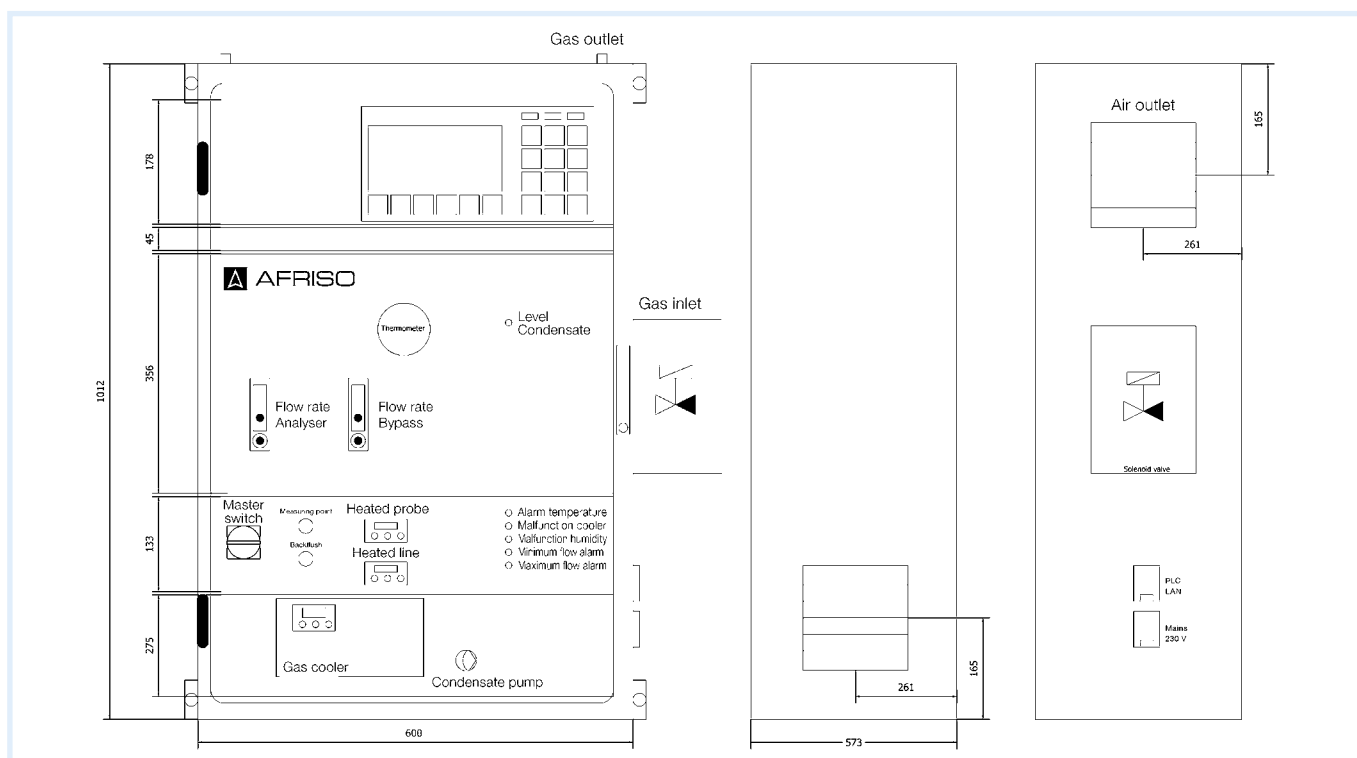 Gas outlet
1012
178
45
356
133
275
AFRISO
Thermometer
Level
Condensate
Gas inlet
Flow rate
Analyser
Flow rate
Bypass
Master
switch
Measuring point
Backflush
Heated probe
Heated line
Alarm temperature
Malfunction cooler
Malfunction humidity
Minimum flow alarm
Maximum flow alarm
Gas cooler
Condensate pump
600
165
261
573
Air outlet
165
261
Solenoid valve
PLC
LAN
Mains
230 V